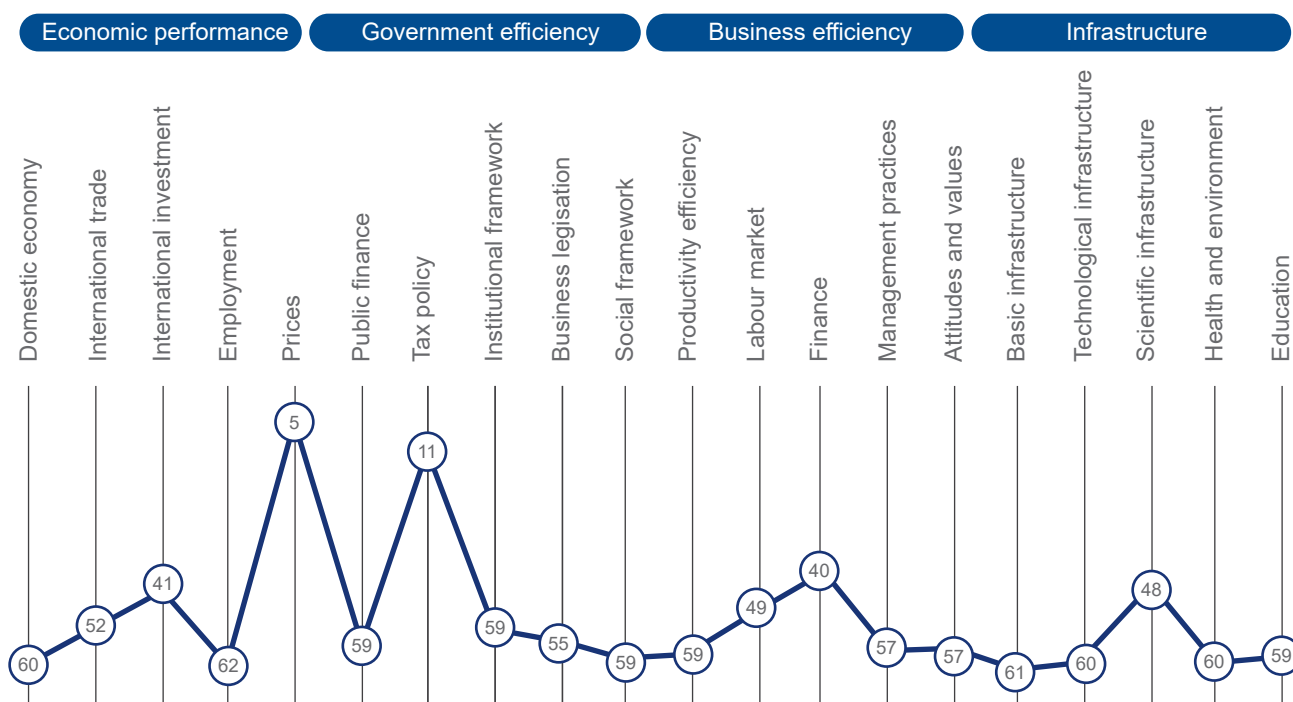 Economic performance
Government efficiency
Business efficiency
Infrastructure
Domestic economy
International trade
International investment
Employment
Prices
Public finance
Tax policy
Institutional framework
Business legisation
Social framework
Productivity efficiency
Labour market
Finance
Management practices
Attitudes and values
Basic infrastructure
Technological infrastructure
Scientific infrastructure
Health and environment
Education
60
52
41
62
5
59
11
59
55
59
59
49
40
57
57
61
60
48
60
59